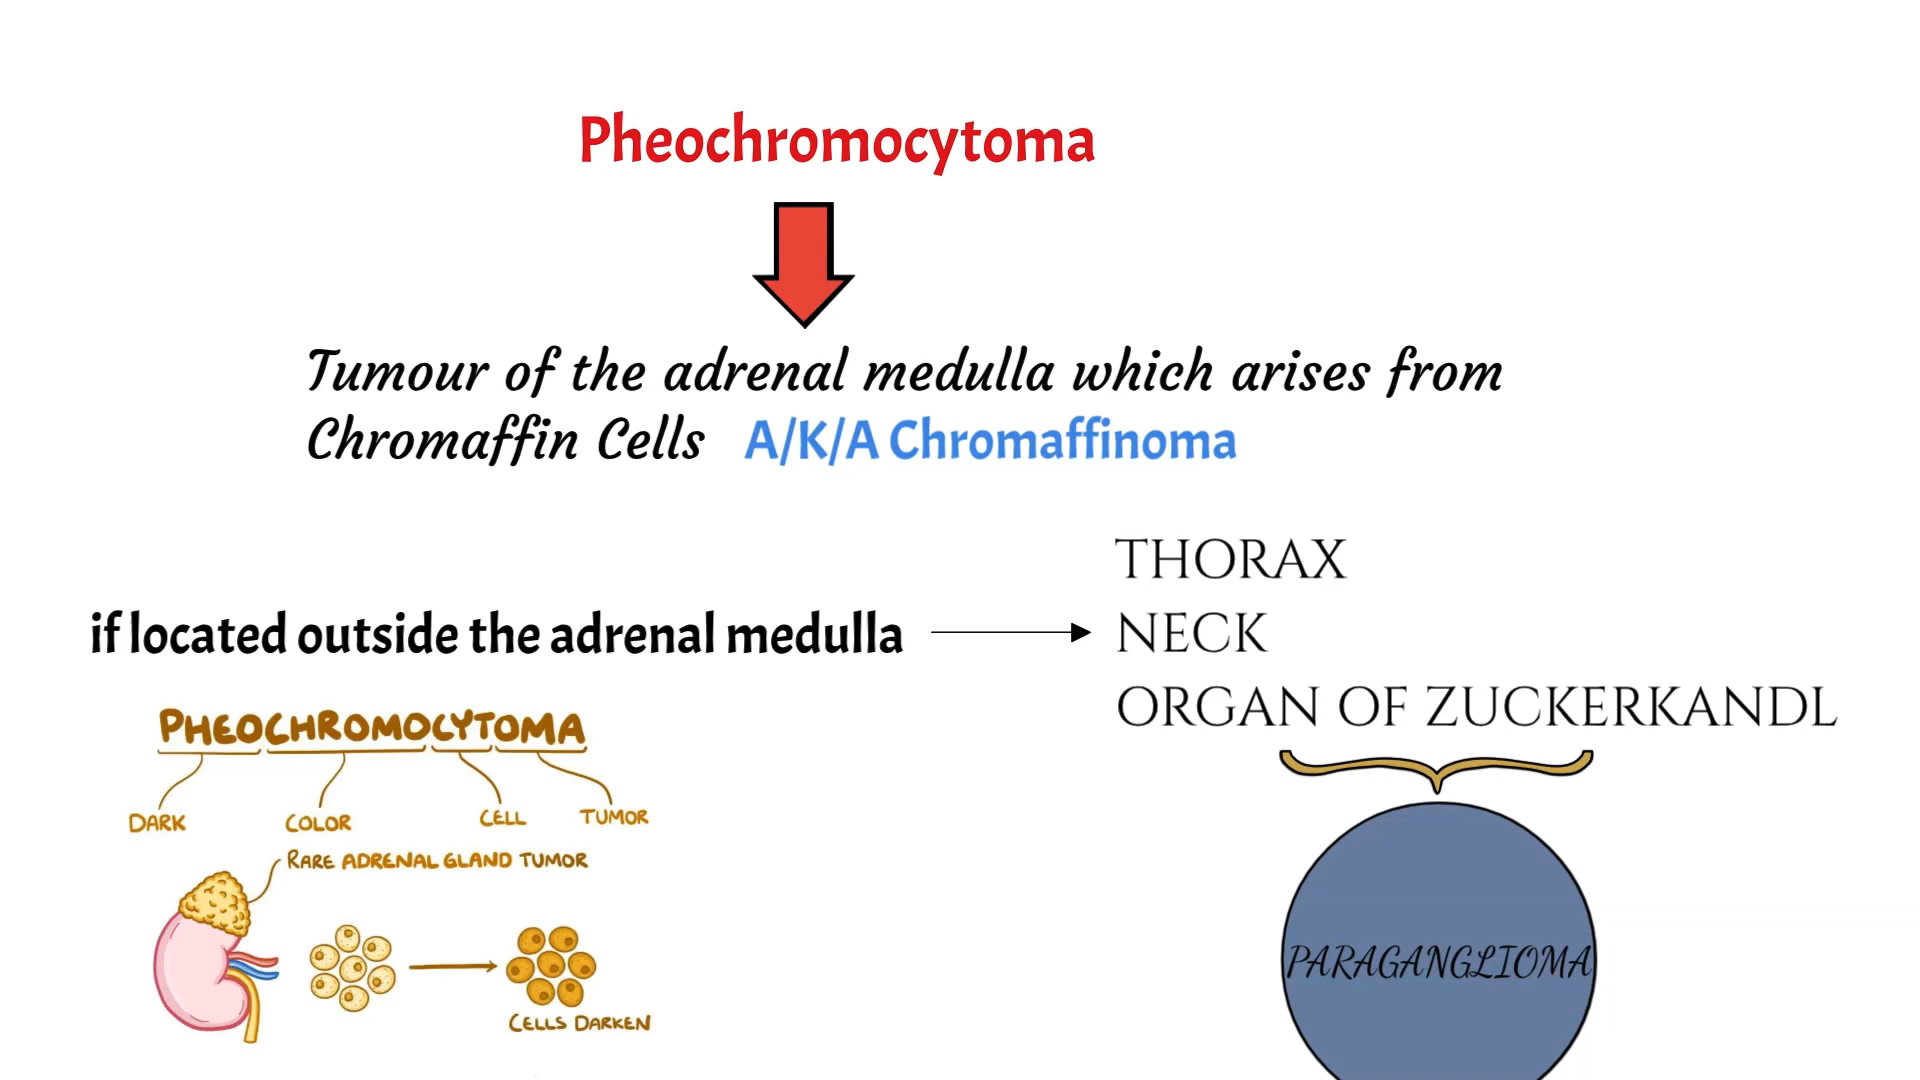 Pheochromocytoma
Tumour of the adrenal medulla which arises from
Chromaffin Cells A/K/A Chromaffinoma
THORAX
if located outside the adrenal medulla
NECK
ORGAN OF ZUCKERKANDL
PHEOCHROMOCYTOMA
DARK COLOR CELL TUMOR
RARE ADRENAL GLAND TUMOR
CELLS DARKEN
PARAGANGLIOMA